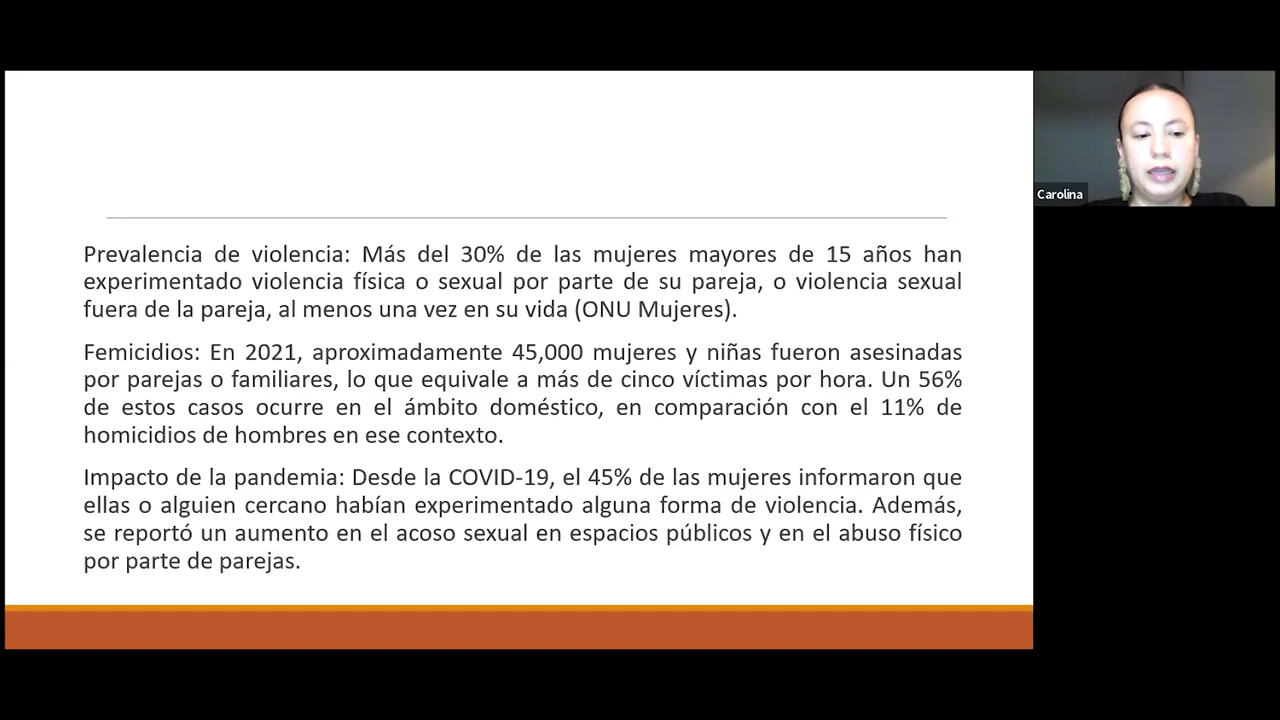 Prevalencia de violencia: Más del 30% de las mujeres mayores de 15 años han
experimentado violencia física o sexual por parte de su pareja, o violencia sexual
fuera de la pareja, al menos una vez en su vida (ONU Mujeres).
Femicidios: En 2021, aproximadamente 45,000 mujeres y niñas fueron asesinadas
por parejas o familiares, lo que equivale a más de cinco víctimas por hora. Un 56%
de estos casos ocurre en el ámbito doméstico, en comparación con el 11% de
homicidios de hombres en ese contexto.
Impacto de la pandemia: Desde la COVID-19, el 45% de las mujeres informaron que
ellas o alguien cercano habían experimentado alguna forma de violencia. Además,
se reportó un aumento en el acoso sexual en espacios públicos y en el abuso físico
por parte de parejas.
Carolina